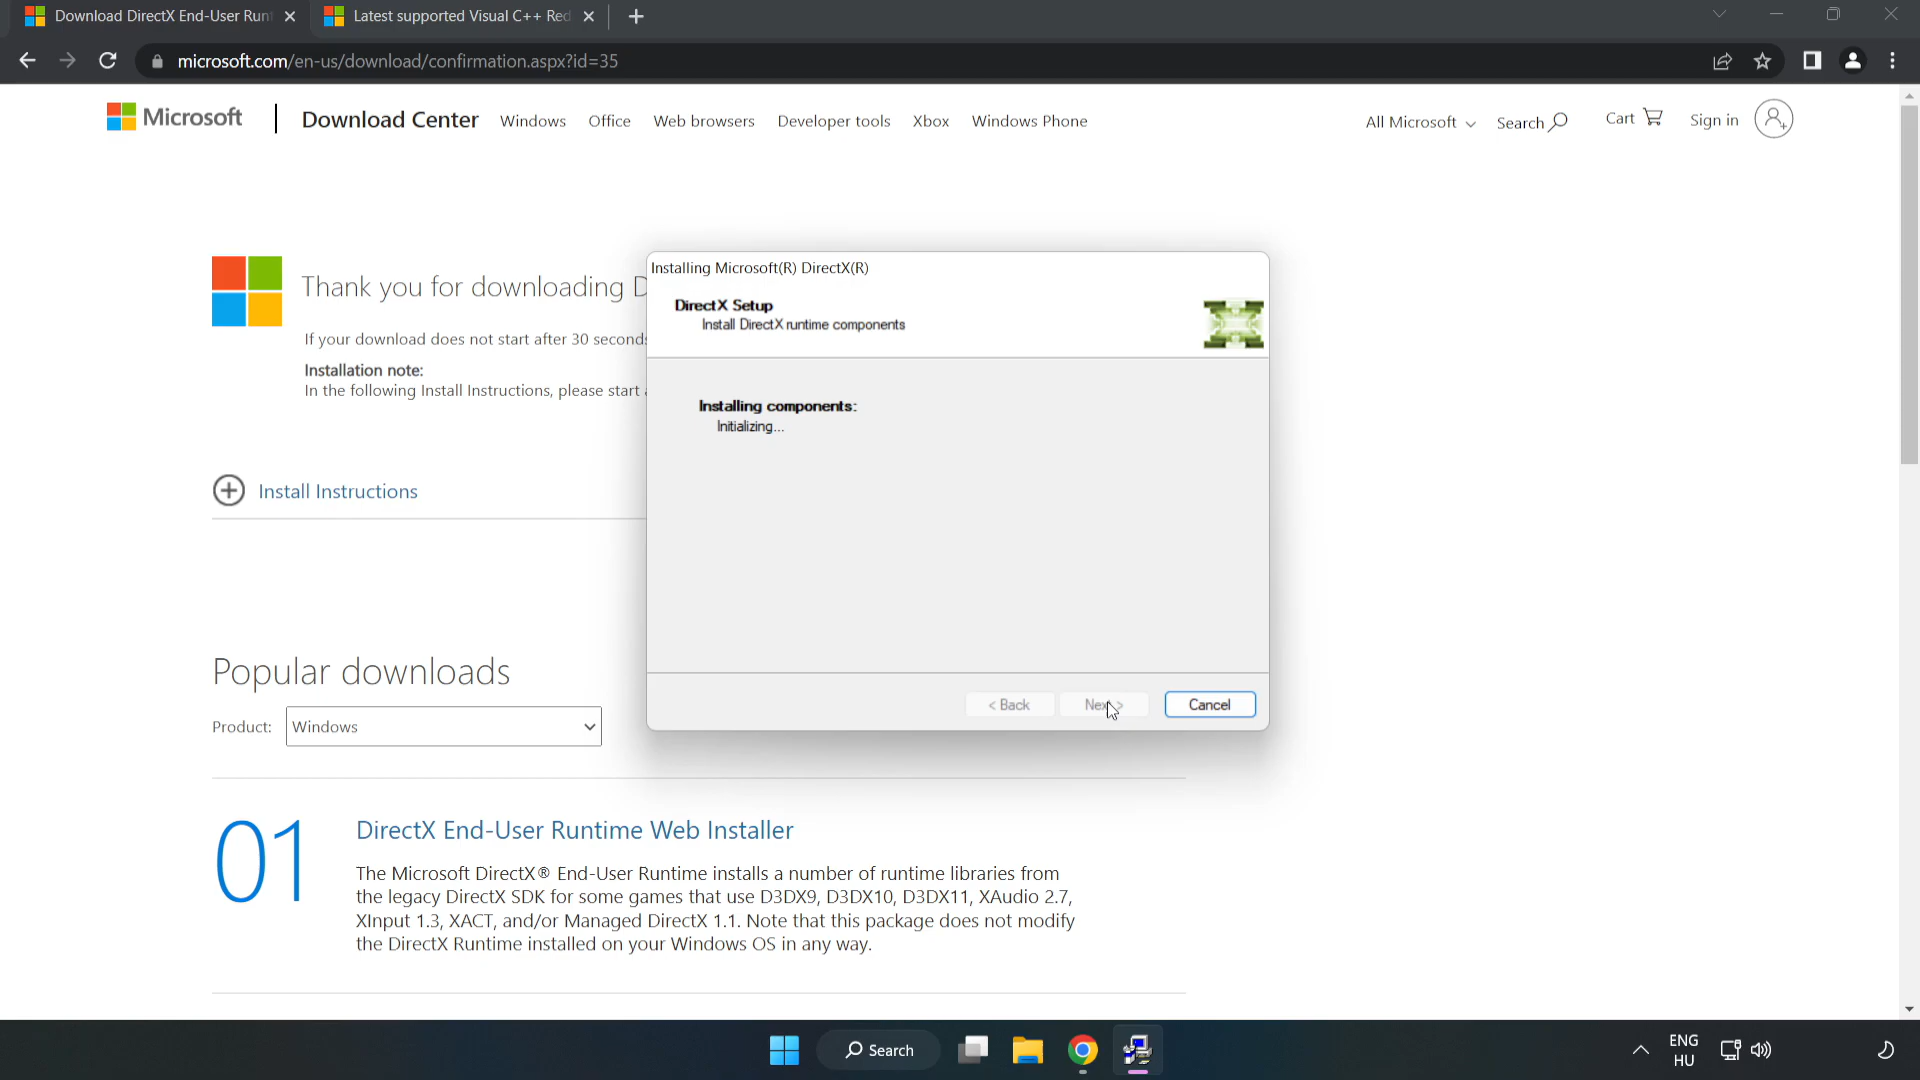 Download DirectX End-User Runt
Latest supported Visual C++ Red
microsoft.com/en-us/download/confirmation.aspx?id=35
Microsoft
Download Center
Windows
Office
Web browsers
Developer tools
Xbox
Windows Phone
All Microsoft
Search
Cart
Sign in
Thank you for downloading D
If your download does not start after 30 seconds
Installation note:
In the following Install Instructions, please start a
Install Instructions
Installing Microsoft(R) DirectX(R)
DirectX Setup
Install DirectX runtime components
Installing components:
Initializing...
< Back
Next >
Cancel
Popular downloads
Product:
Windows
01
DirectX End-User Runtime Web Installer
The Microsoft DirectX® End-User Runtime installs a number of runtime libraries from
the legacy DirectX SDK for some games that use D3DX9, D3DX10, D3DX11, XAudio 2.7,
XInput 1.3, XACT, and/or Managed DirectX 1.1. Note that this package does not modify
the DirectX Runtime installed on your Windows OS in any way.
Search
ENG
HU